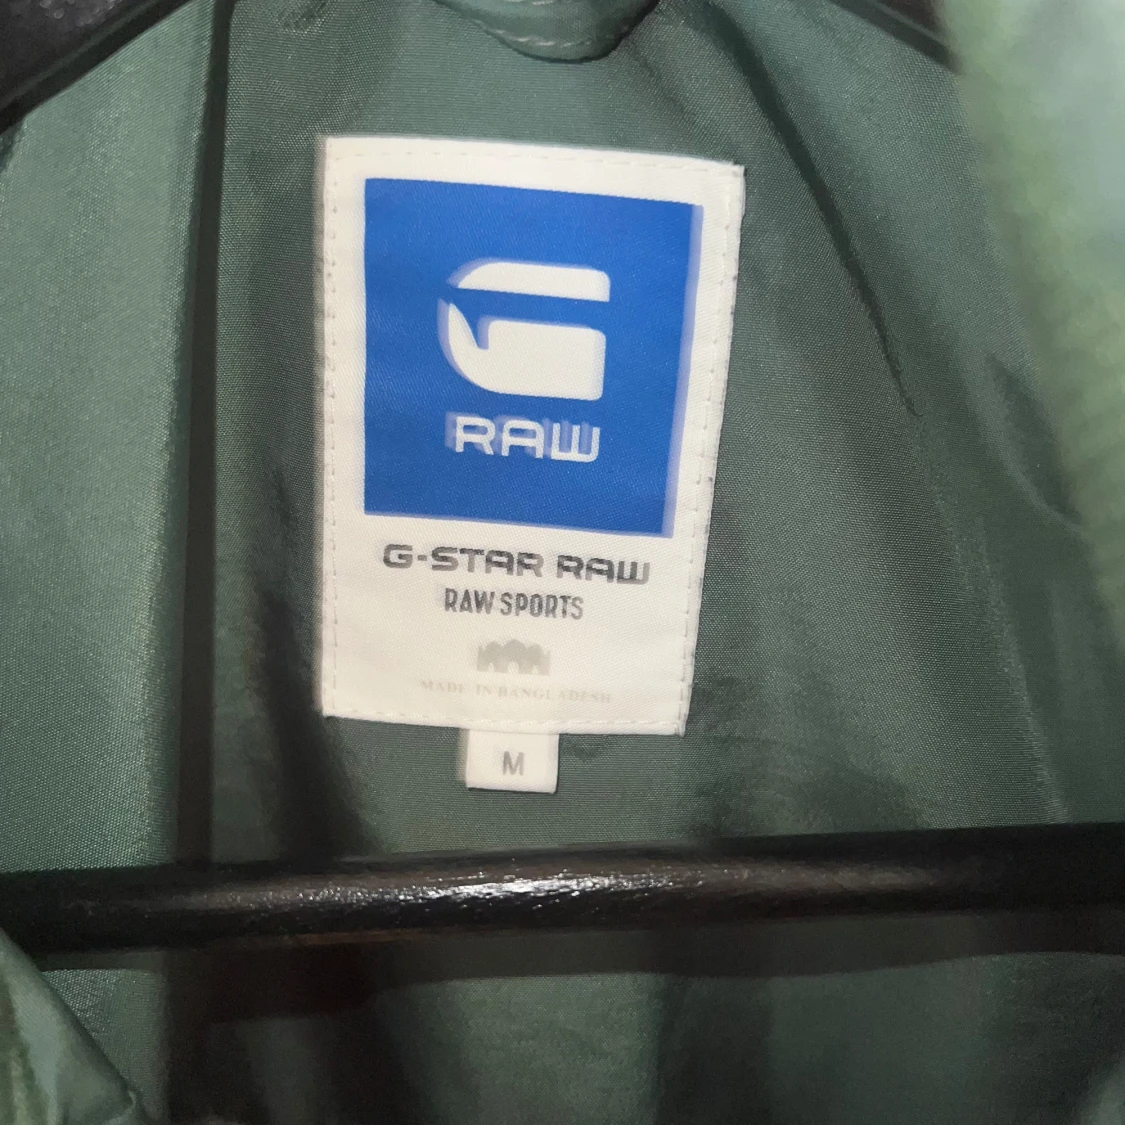 G
RAW
G-STAR RAW
RAW SPORTS
MADE IN BANGLADESH
M